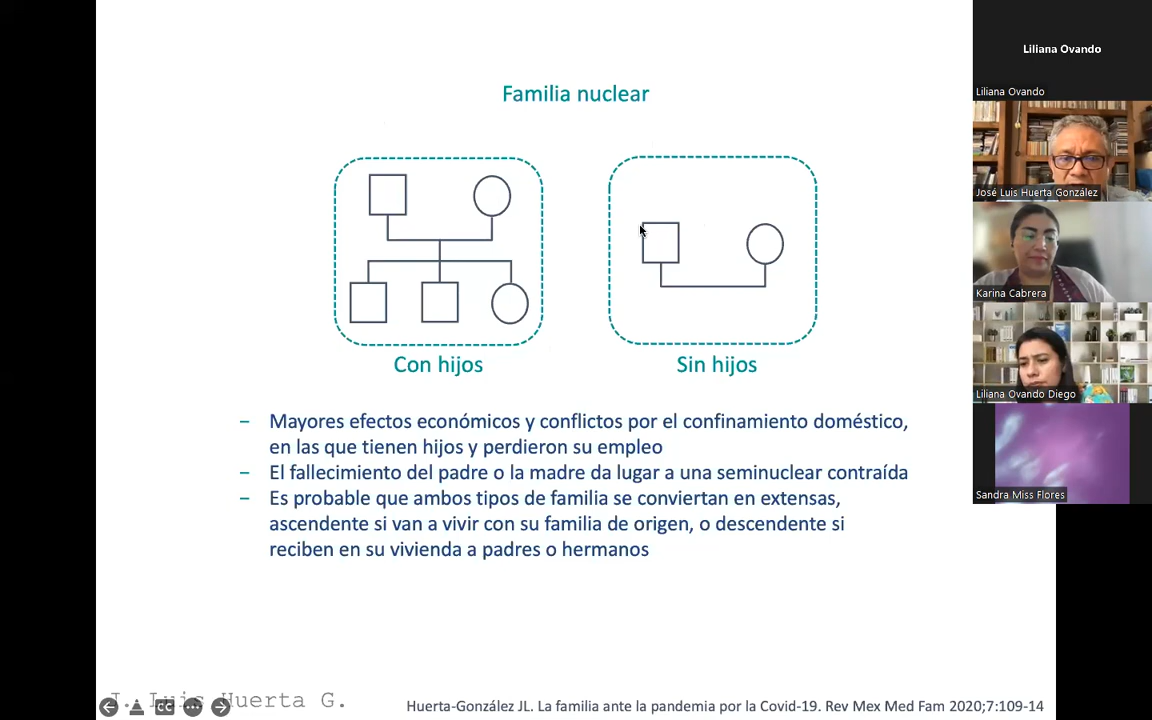 Familia nuclear
Con hijos
Sin hijos
– Mayores efectos económicos y conflictos por el confinamiento doméstico,
en las que tienen hijos y perdieron su empleo
– El fallecimiento del padre o la madre da lugar a una seminuclear contraída
– Es probable que ambos tipos de familia se conviertan en extensas,
ascendente si van a vivir con su familia de origen, o descendente si
reciben en su vivienda a padres o hermanos
J. Luis Huerta G.
CC
Huerta-González JL. La familia ante la pandemia por la Covid-19. Rev Mex Med Fam 2020;7:109-14
Liliana Ovando
Liliana Ovando
José Luis Huerta González
Karina Cabrera
Liliana Ovando Diego
Sandra Miss Flores